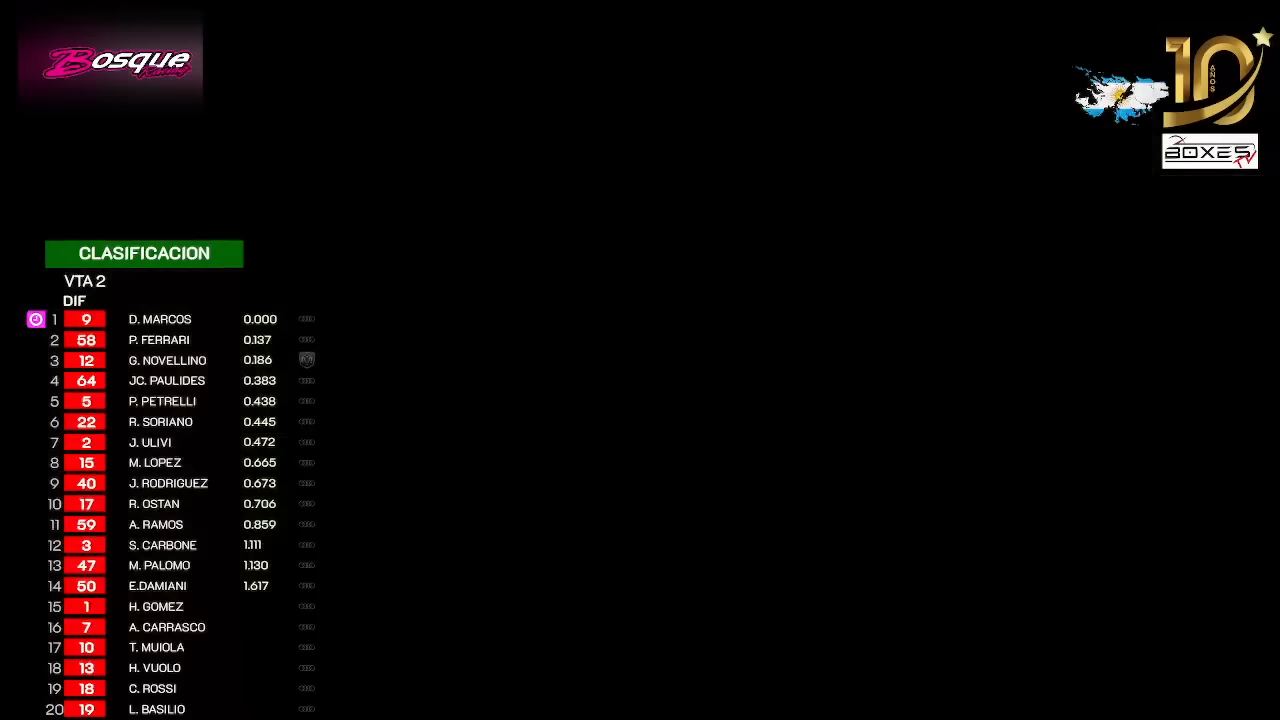 Bosque
Racing
10
AÑOS
BOXES
TV
CLASIFICACION
VTA 2
DIF
1 9 D. MARCOS 0.000
2 58 P. FERRARI 0.137
3 12 G. NOVELLINO 0.186
4 64 JC. PAULIDES 0.383
5 5 P. PETRELLI 0.438
6 22 R. SORIANO 0.445
7 2 J. ULIVI 0.472
8 15 M. LOPEZ 0.665
9 40 J. RODRIGUEZ 0.673
10 17 R. OSTAN 0.706
11 59 A. RAMOS 0.859
12 3 S. CARBONE 1.111
13 47 M. PALOMO 1.130
14 50 E.DAMIANI 1.617
15 1 H. GOMEZ
16 7 A. CARRASCO
17 10 T. MUIOLA
18 13 H. VUOLO
19 18 C. ROSSI
20 19 L. BASILIO